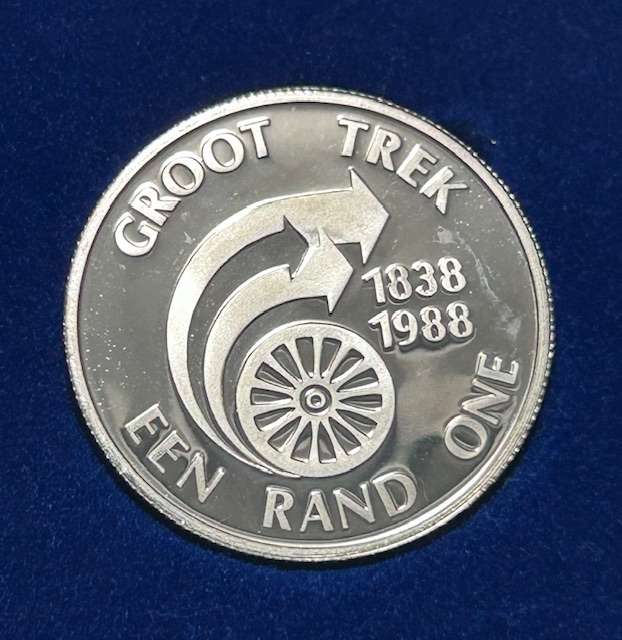 GROOT TREK
1838
1988
EEN RAND ONE